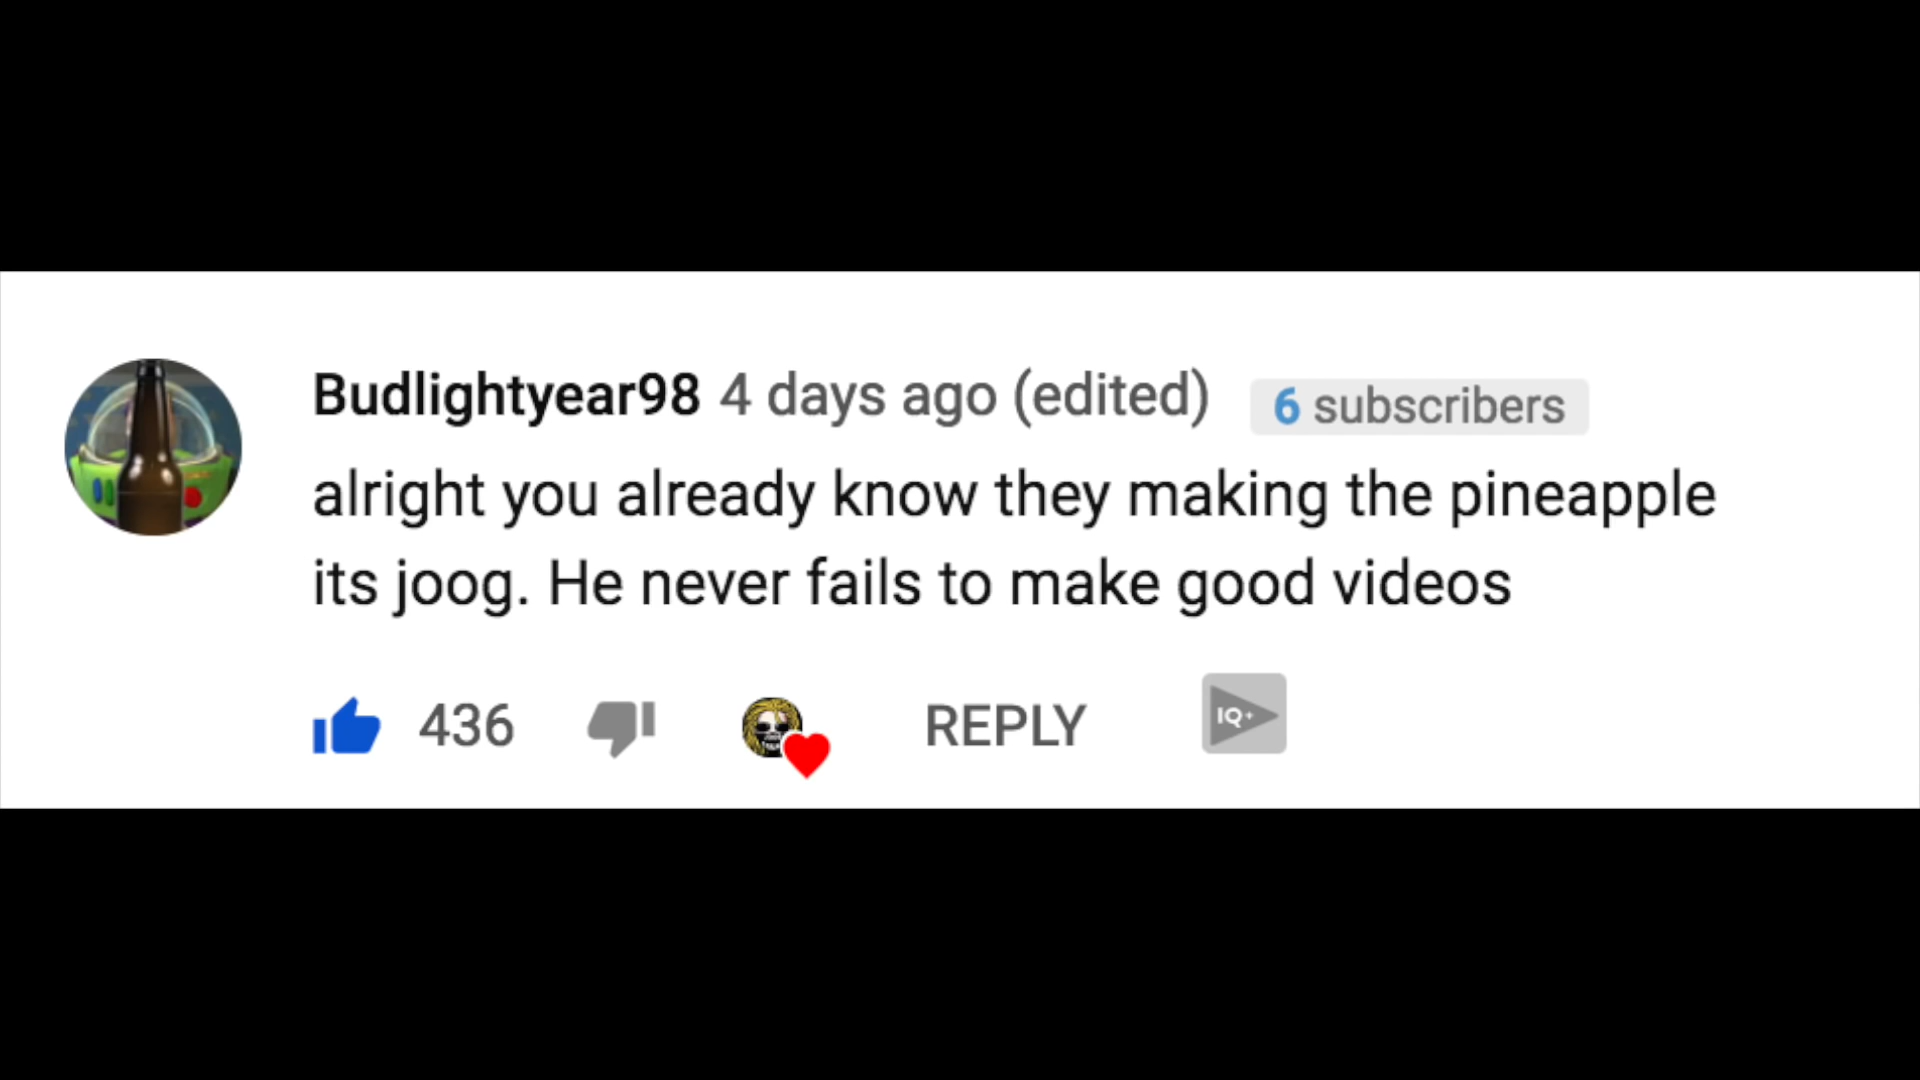 Budlightyear98 4 days ago (edited) 6 subscribers
alright you already know they making the pineapple
its joog. He never fails to make good videos
436 REPLY IQ+